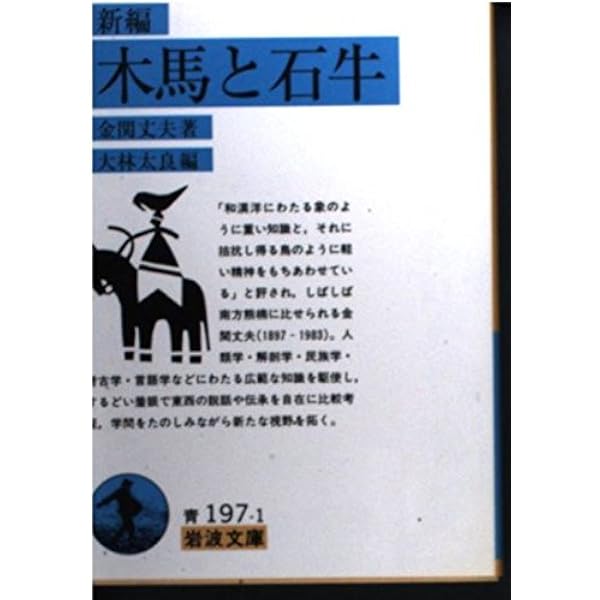 新編
木馬と石牛
金関丈夫著
大林太良編
「和漢洋にわたる象のよ
うに重い知識と，それに
拮抗し得る鳥のように軽
い精神をもちあわせてい
る」と評され，しばしば
南方熊楠に比せられる金
関丈夫(1897‐1983)。人
類学・解剖学・民族学・
考古学・言語学などにわたる広範な知識を駆使し，
するどい着眼で東西の説話や伝承を自在に比較考
，学問をたのしみながら新たな視野を拓く。
青 197-1
岩波文庫